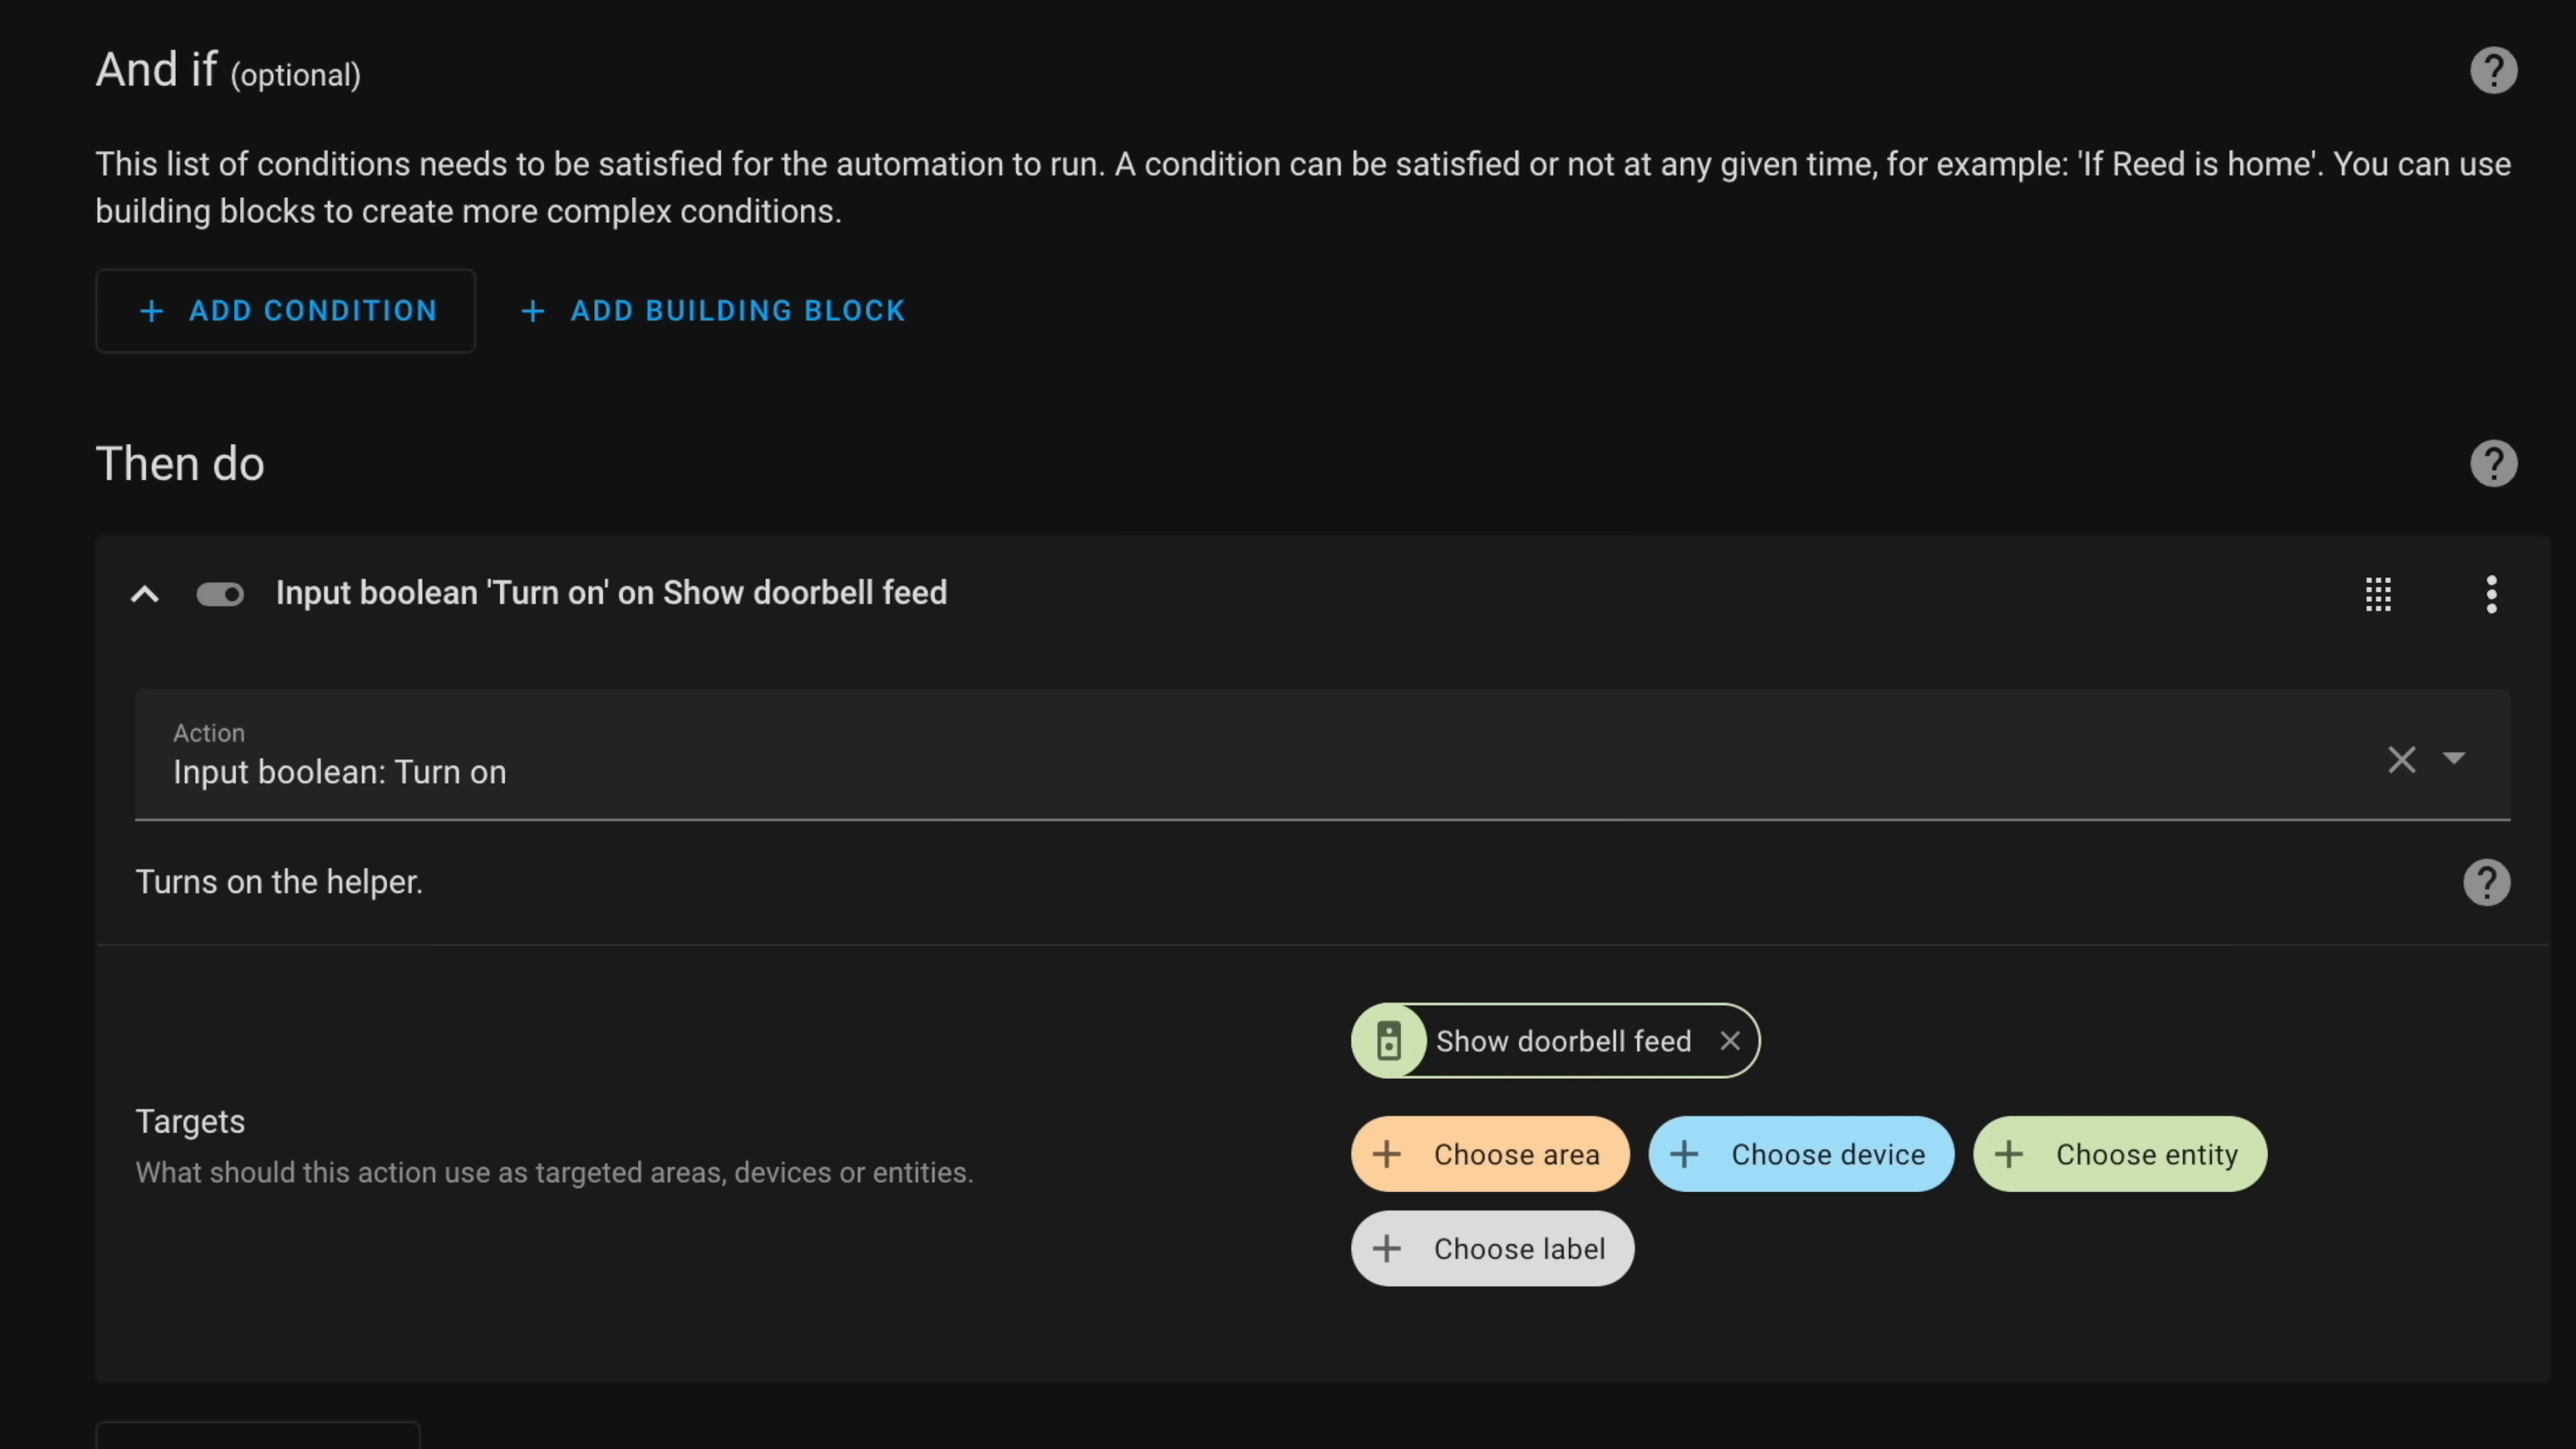 And if (optional)
This list of conditions needs to be satisfied for the automation to run. A condition can be satisfied or not at any given time, for example: 'If Reed is home'. You can use
building blocks to create more complex conditions.
+ ADD CONDITION
+ ADD BUILDING BLOCK
Then do
Input boolean 'Turn on' on Show doorbell feed
Action
Input boolean: Turn on
Turns on the helper.
Show doorbell feed
Targets
What should this action use as targeted areas, devices or entities.
+ Choose area
+ Choose device
+ Choose entity
+ Choose label